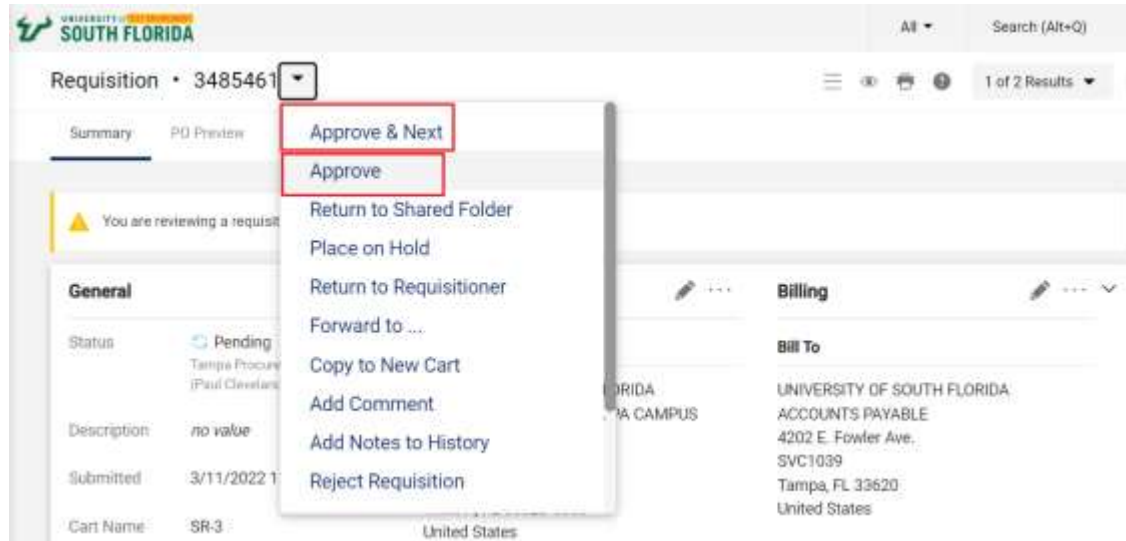 UNIVERSITY of
SOUTH FLORIDA
All
Search (Alt+Q)
Requisition • 3485461
1 of 2 Results
Summary
PO Preview
Approve & Next
Approve
Return to Shared Folder
Place on Hold
Return to Requisitioner
Forward to ...
Copy to New Cart
Add Comment
Add Notes to History
Reject Requisition
You are reviewing a
General
Status
Pending
Tampa
(Paul
Description
no value
Submitted
3/11/2022
Cart Name
SR-3
CAMPUS
United States
Billing
Bill To
UNIVERSITY OF SOUTH FLORIDA
ACCOUNTS PAYABLE
4202 E. Fowler Ave.
SVC1039
Tampa, FL 33620
United States